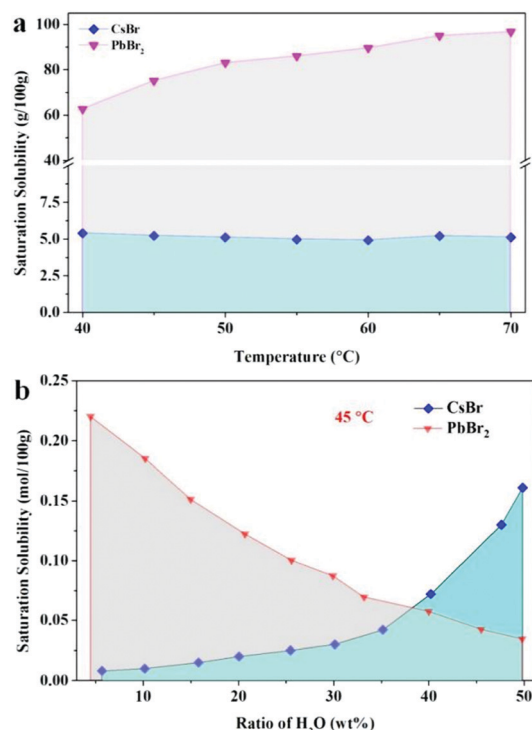 a
CsBr
PbBr₂
Saturation Solubility (g/100g)
100
80
60
40
7.5
5.0
2.5
0.0
40
50
60
70
Temperature (°C)
b
45 °C
CsBr
PbBr₂
Saturation Solubility (mol/100g)
0.25
0.20
0.15
0.10
0.05
0.00
10
20
30
40
50
Ratio of H₂O (wt%)